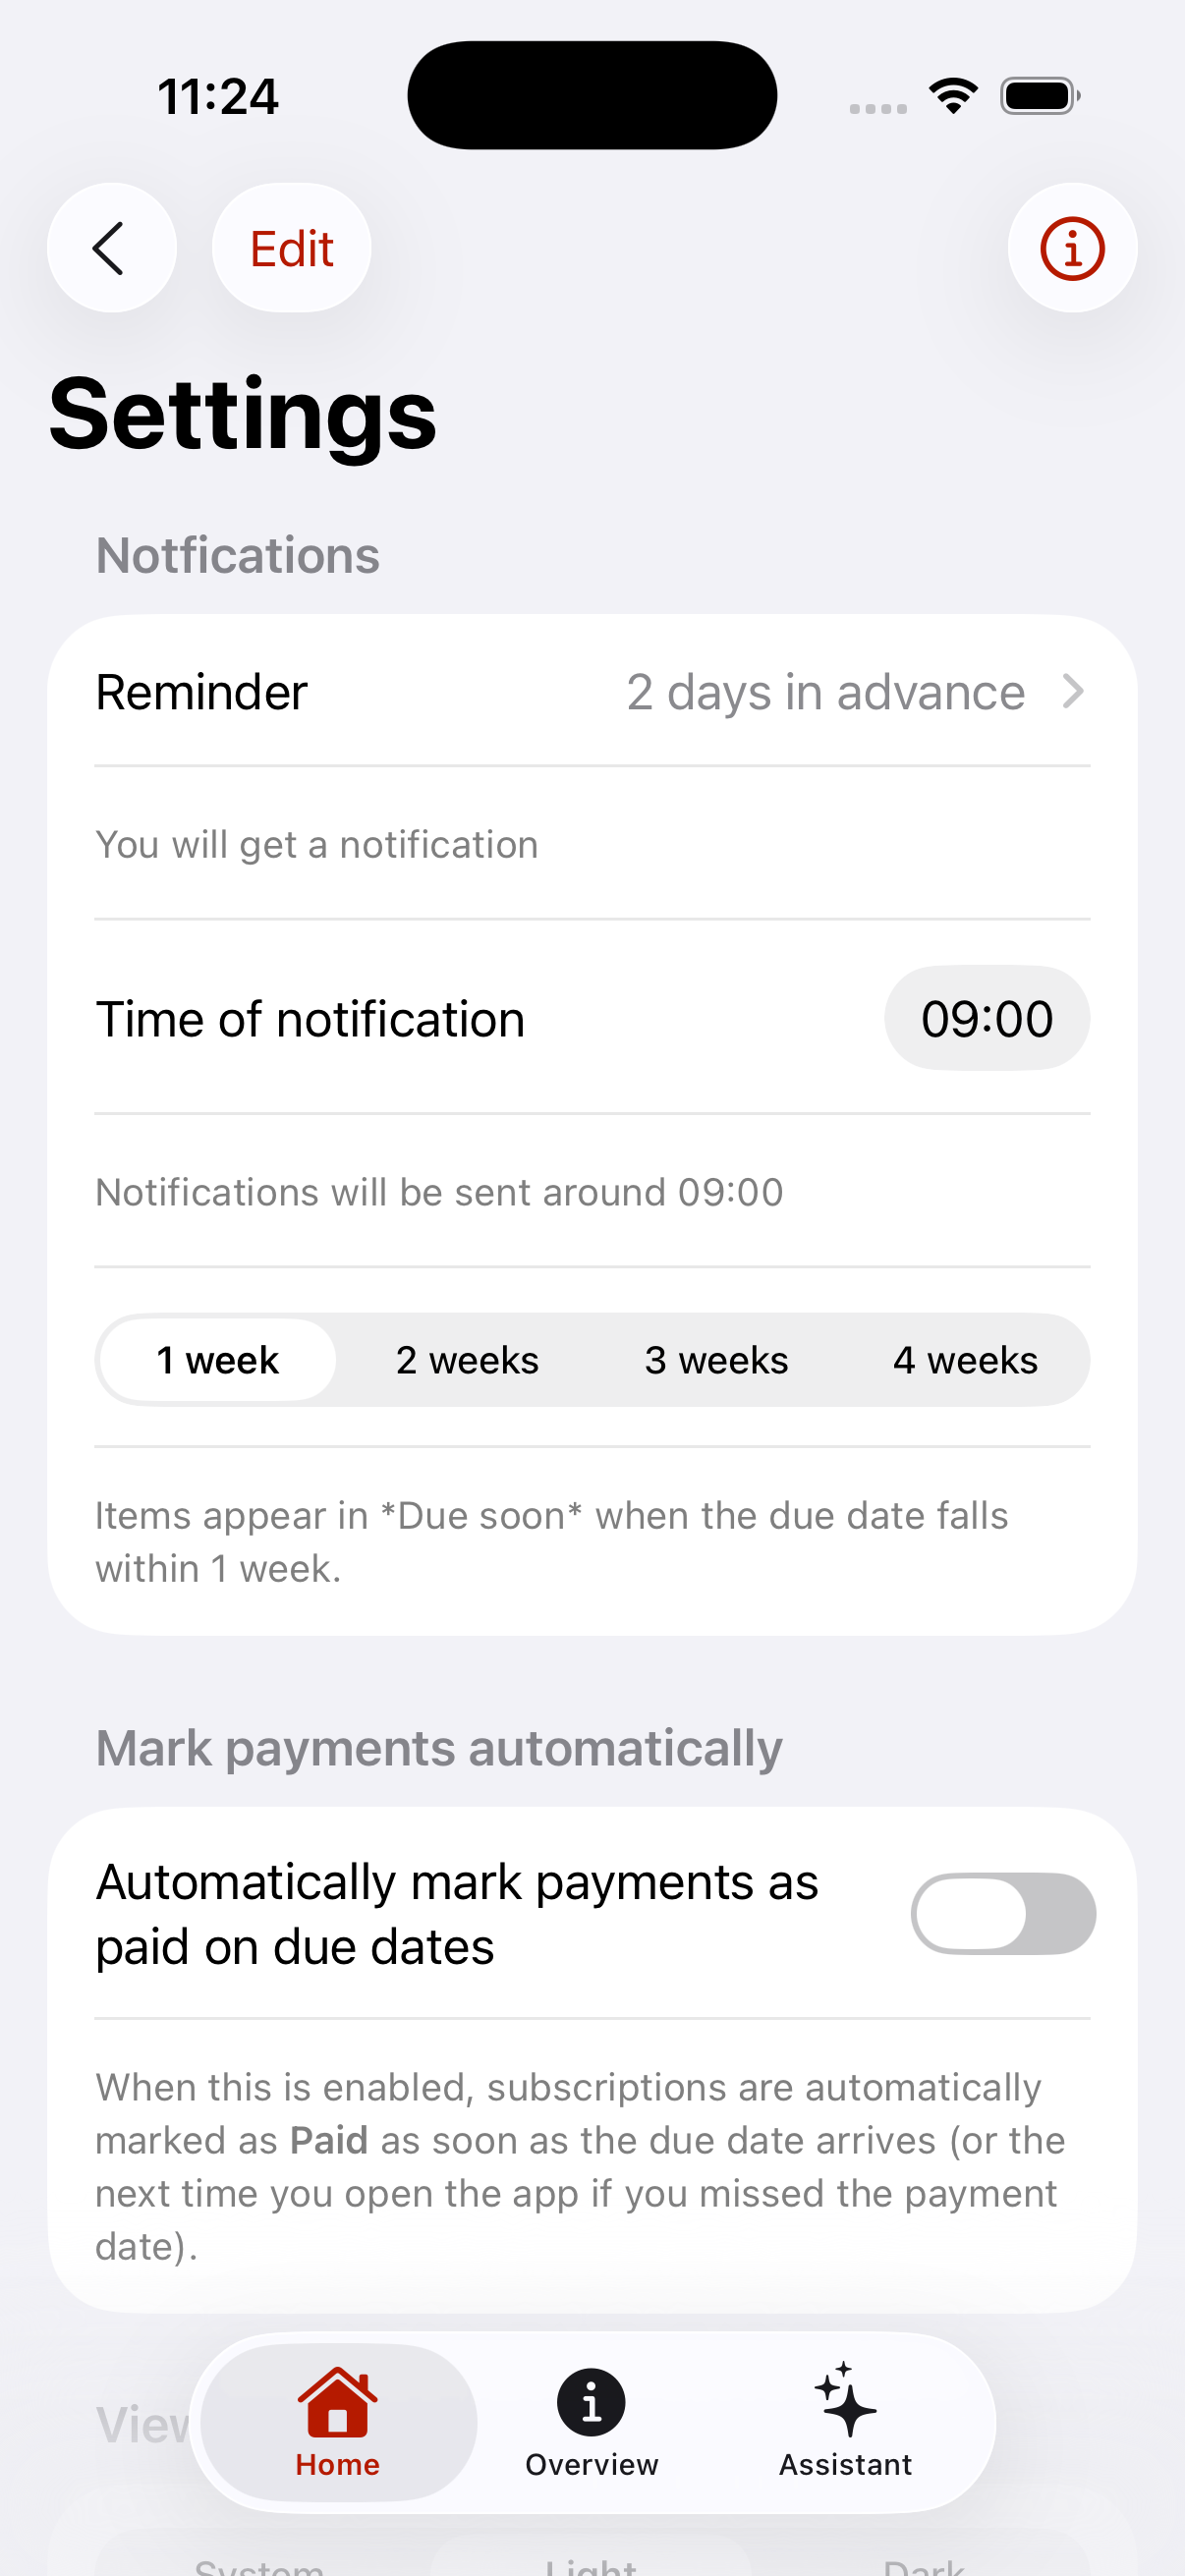 11:24
Edit
Settings
Notfications
Reminder 2 days in advance
You will get a notification
Time of notification 09:00
Notifications will be sent around 09:00
1 week 2 weeks 3 weeks 4 weeks
Items appear in *Due soon* when the due date falls
within 1 week.
Mark payments automatically
Automatically mark payments as
paid on due dates
When this is enabled, subscriptions are automatically
marked as Paid as soon as the due date arrives (or the
next time you open the app if you missed the payment
date).
View
Home Overview Assistant
System Light Dark